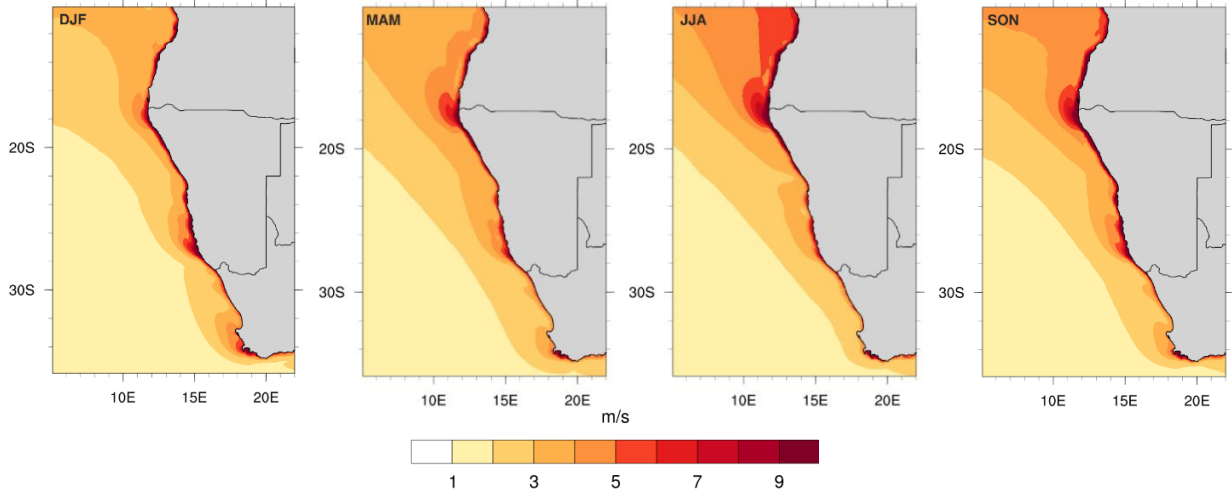 DJF MAM JJA SON
20S 20S 20S 20S
30S 30S 30S 30S
10E 15E 20E 10E 15E 20E 10E 15E 20E 10E 15E 20E
m/s
1 3 5 7 9